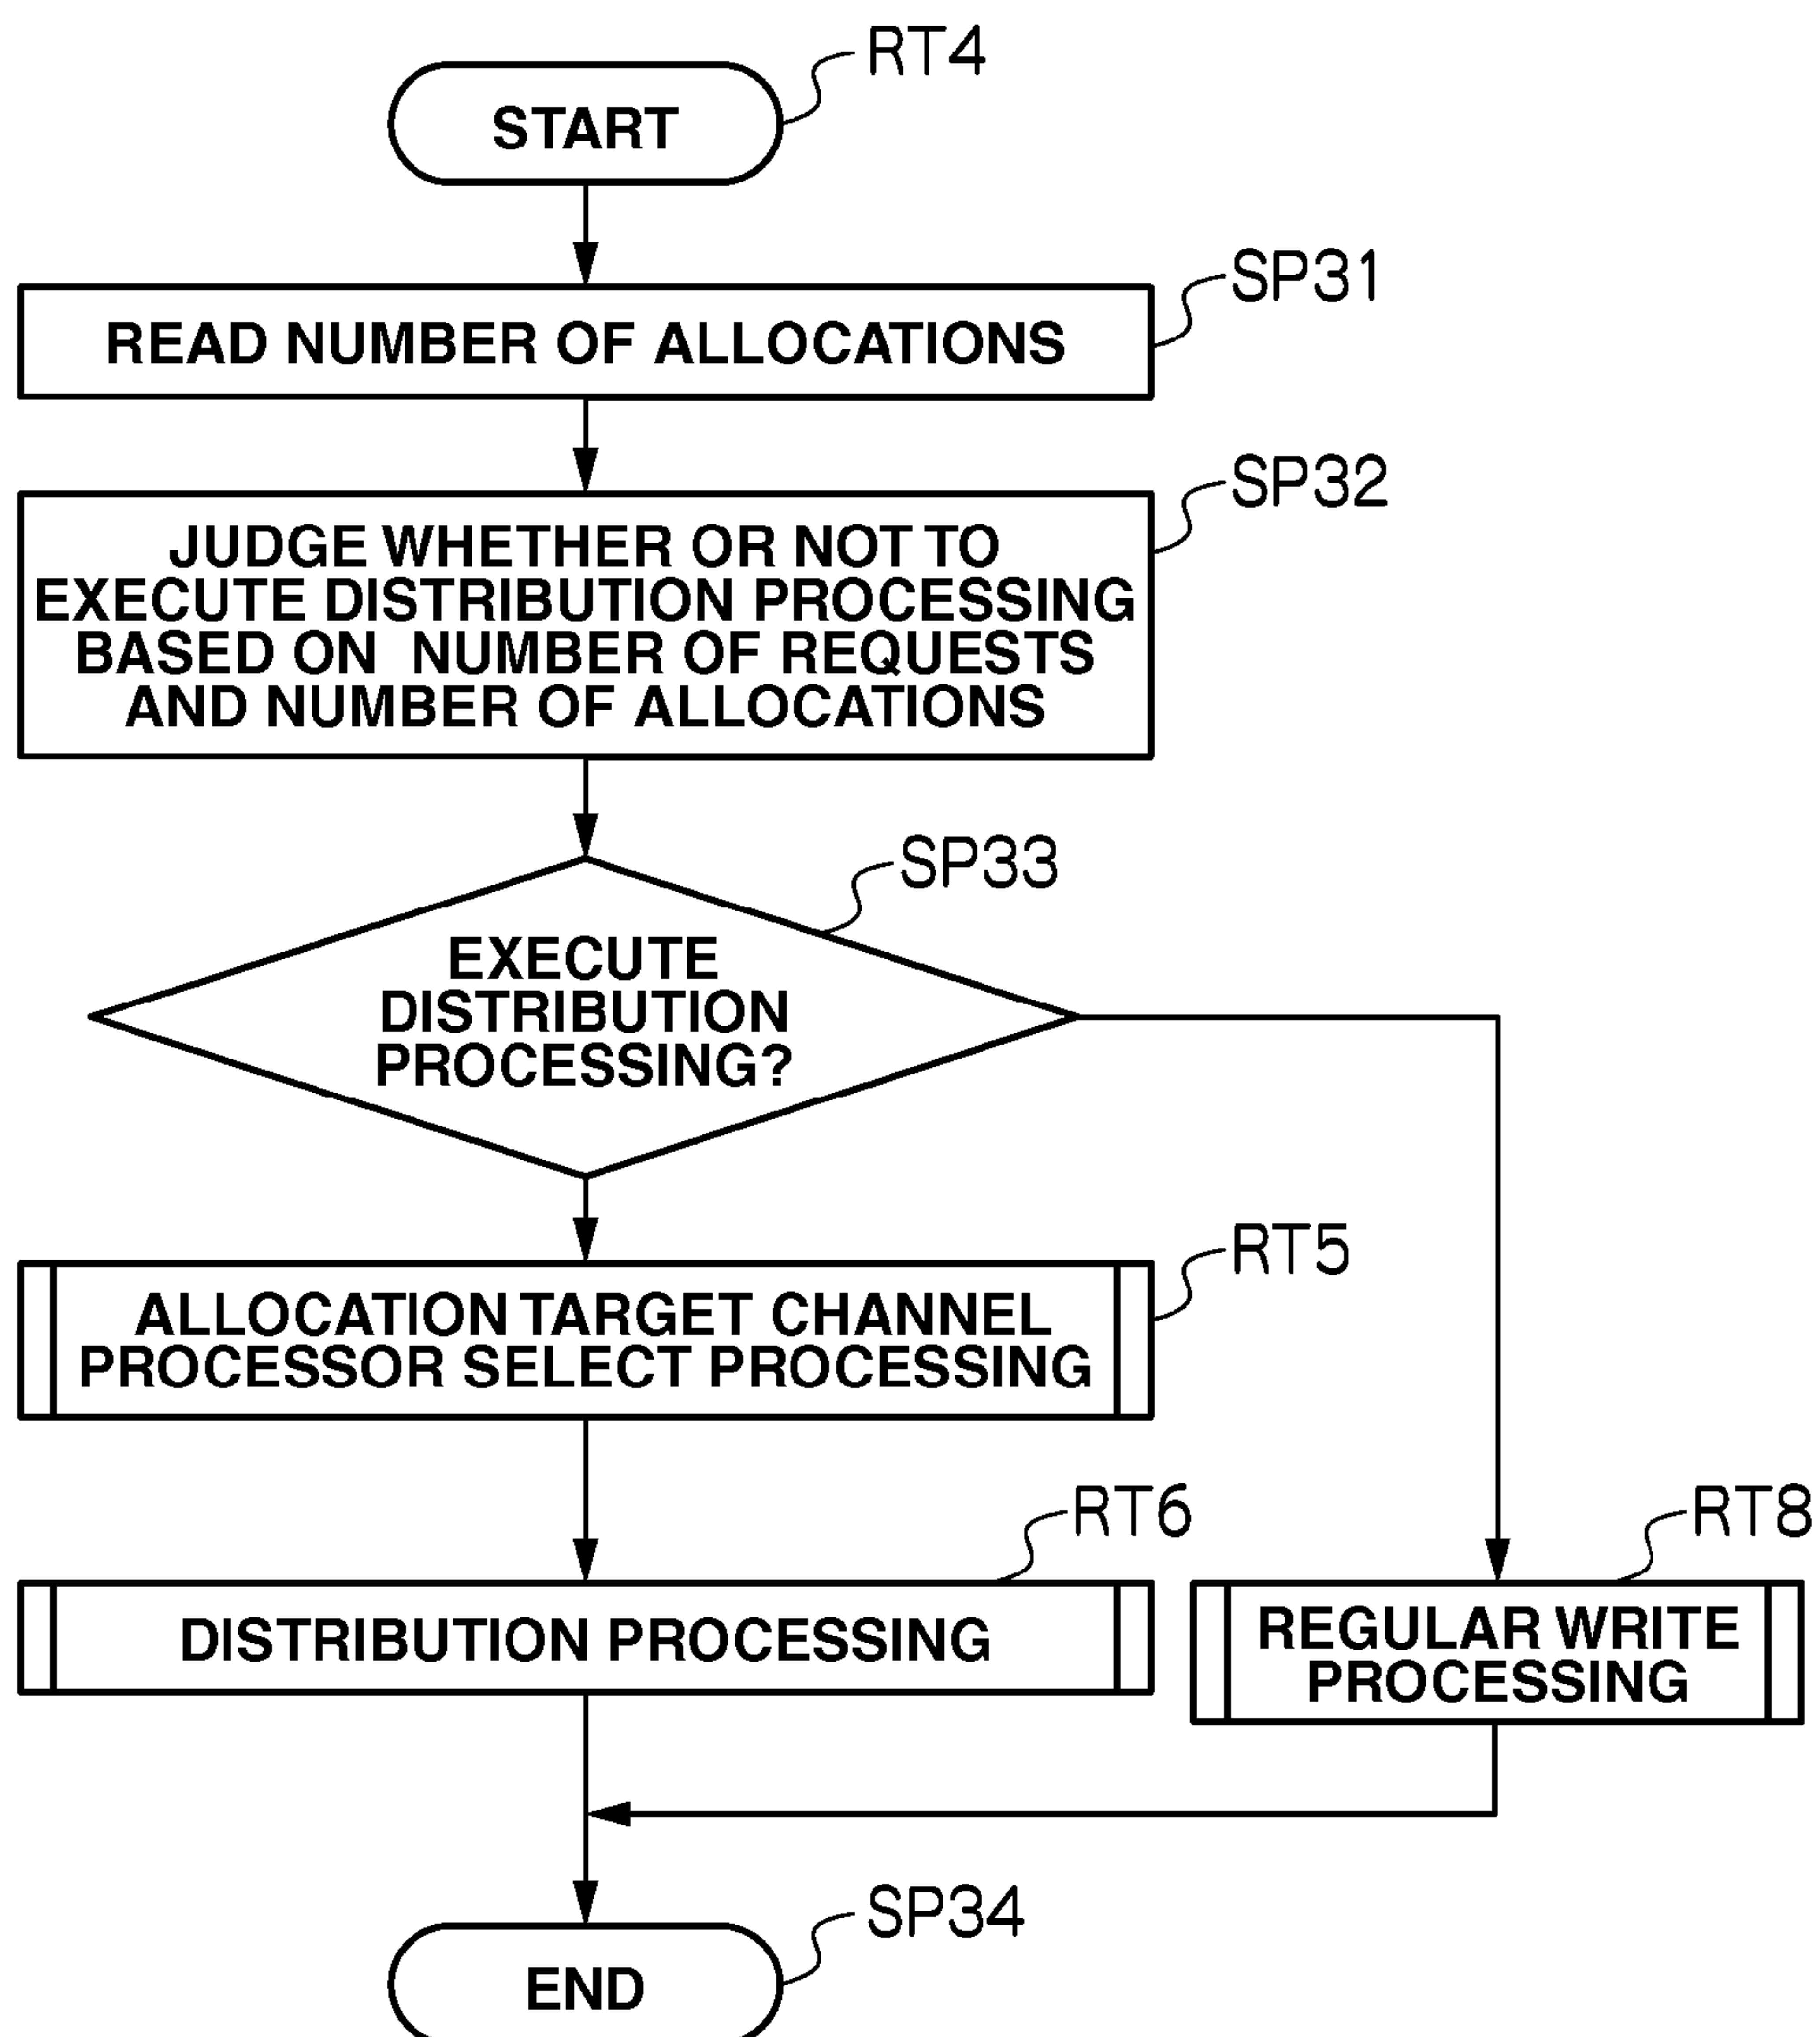 RT4
START
SP31
READ NUMBER OF ALLOCATIONS
SP32
JUDGE WHETHER OR NOT TO
EXECUTE DISTRIBUTION PROCESSING
BASED ON NUMBER OF REQUESTS
AND NUMBER OF ALLOCATIONS
SP33
EXECUTE
DISTRIBUTION
PROCESSING?
RT5
ALLOCATION TARGET CHANNEL
PROCESSOR SELECT PROCESSING
RT6
DISTRIBUTION PROCESSING
RT8
REGULAR WRITE
PROCESSING
SP34
END